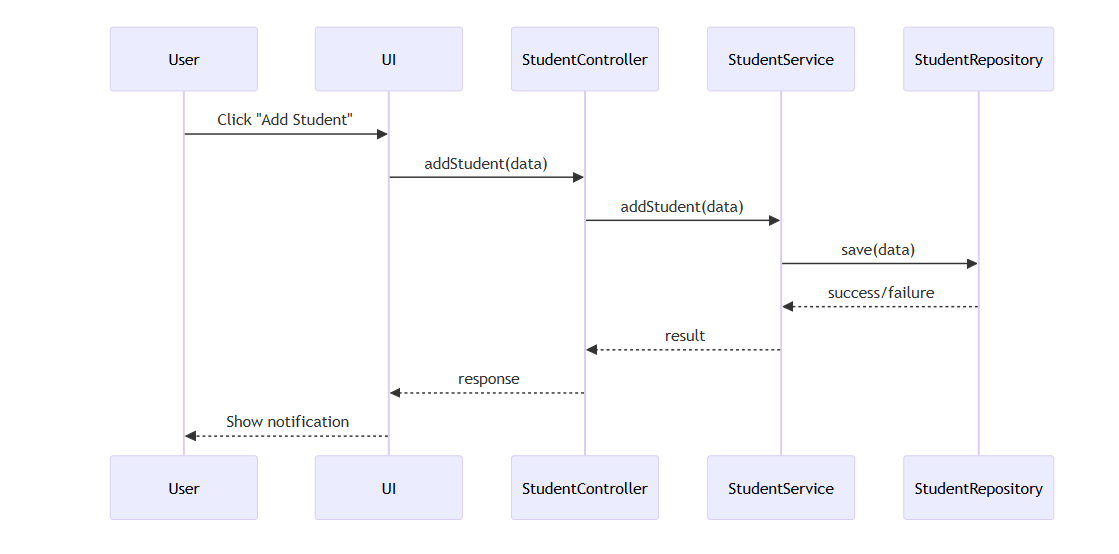 User
UI
StudentController
StudentService
StudentRepository
Click "Add Student"
addStudent(data)
addStudent(data)
save(data)
success/failure
result
response
Show notification
User
UI
StudentController
StudentService
StudentRepository